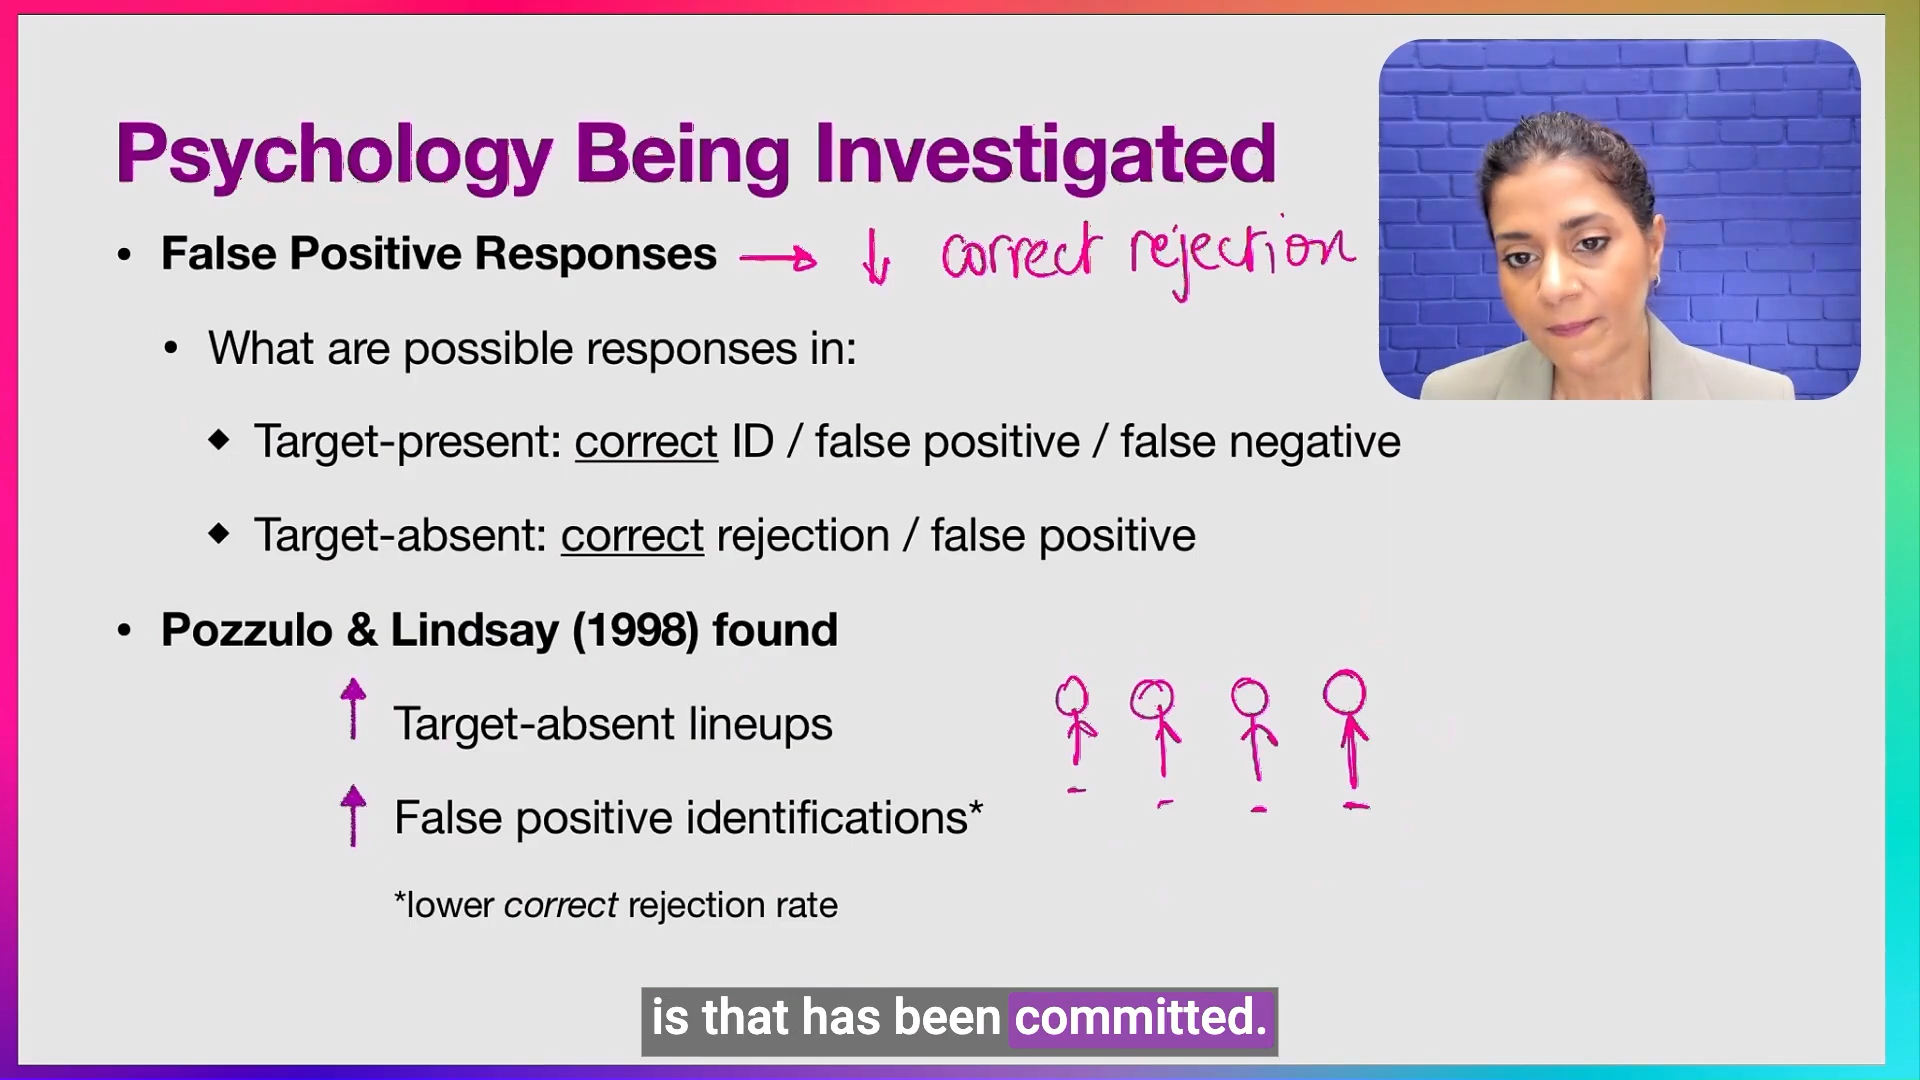 Psychology Being Investigated
• False Positive Responses → ↓ correct rejection
• What are possible responses in:
◆ Target-present: correct ID / false positive / false negative
◆ Target-absent: correct rejection / false positive
• Pozzulo & Lindsay (1998) found
↑ Target-absent lineups
↑ False positive identifications*
*lower correct rejection rate
is that has been committed.